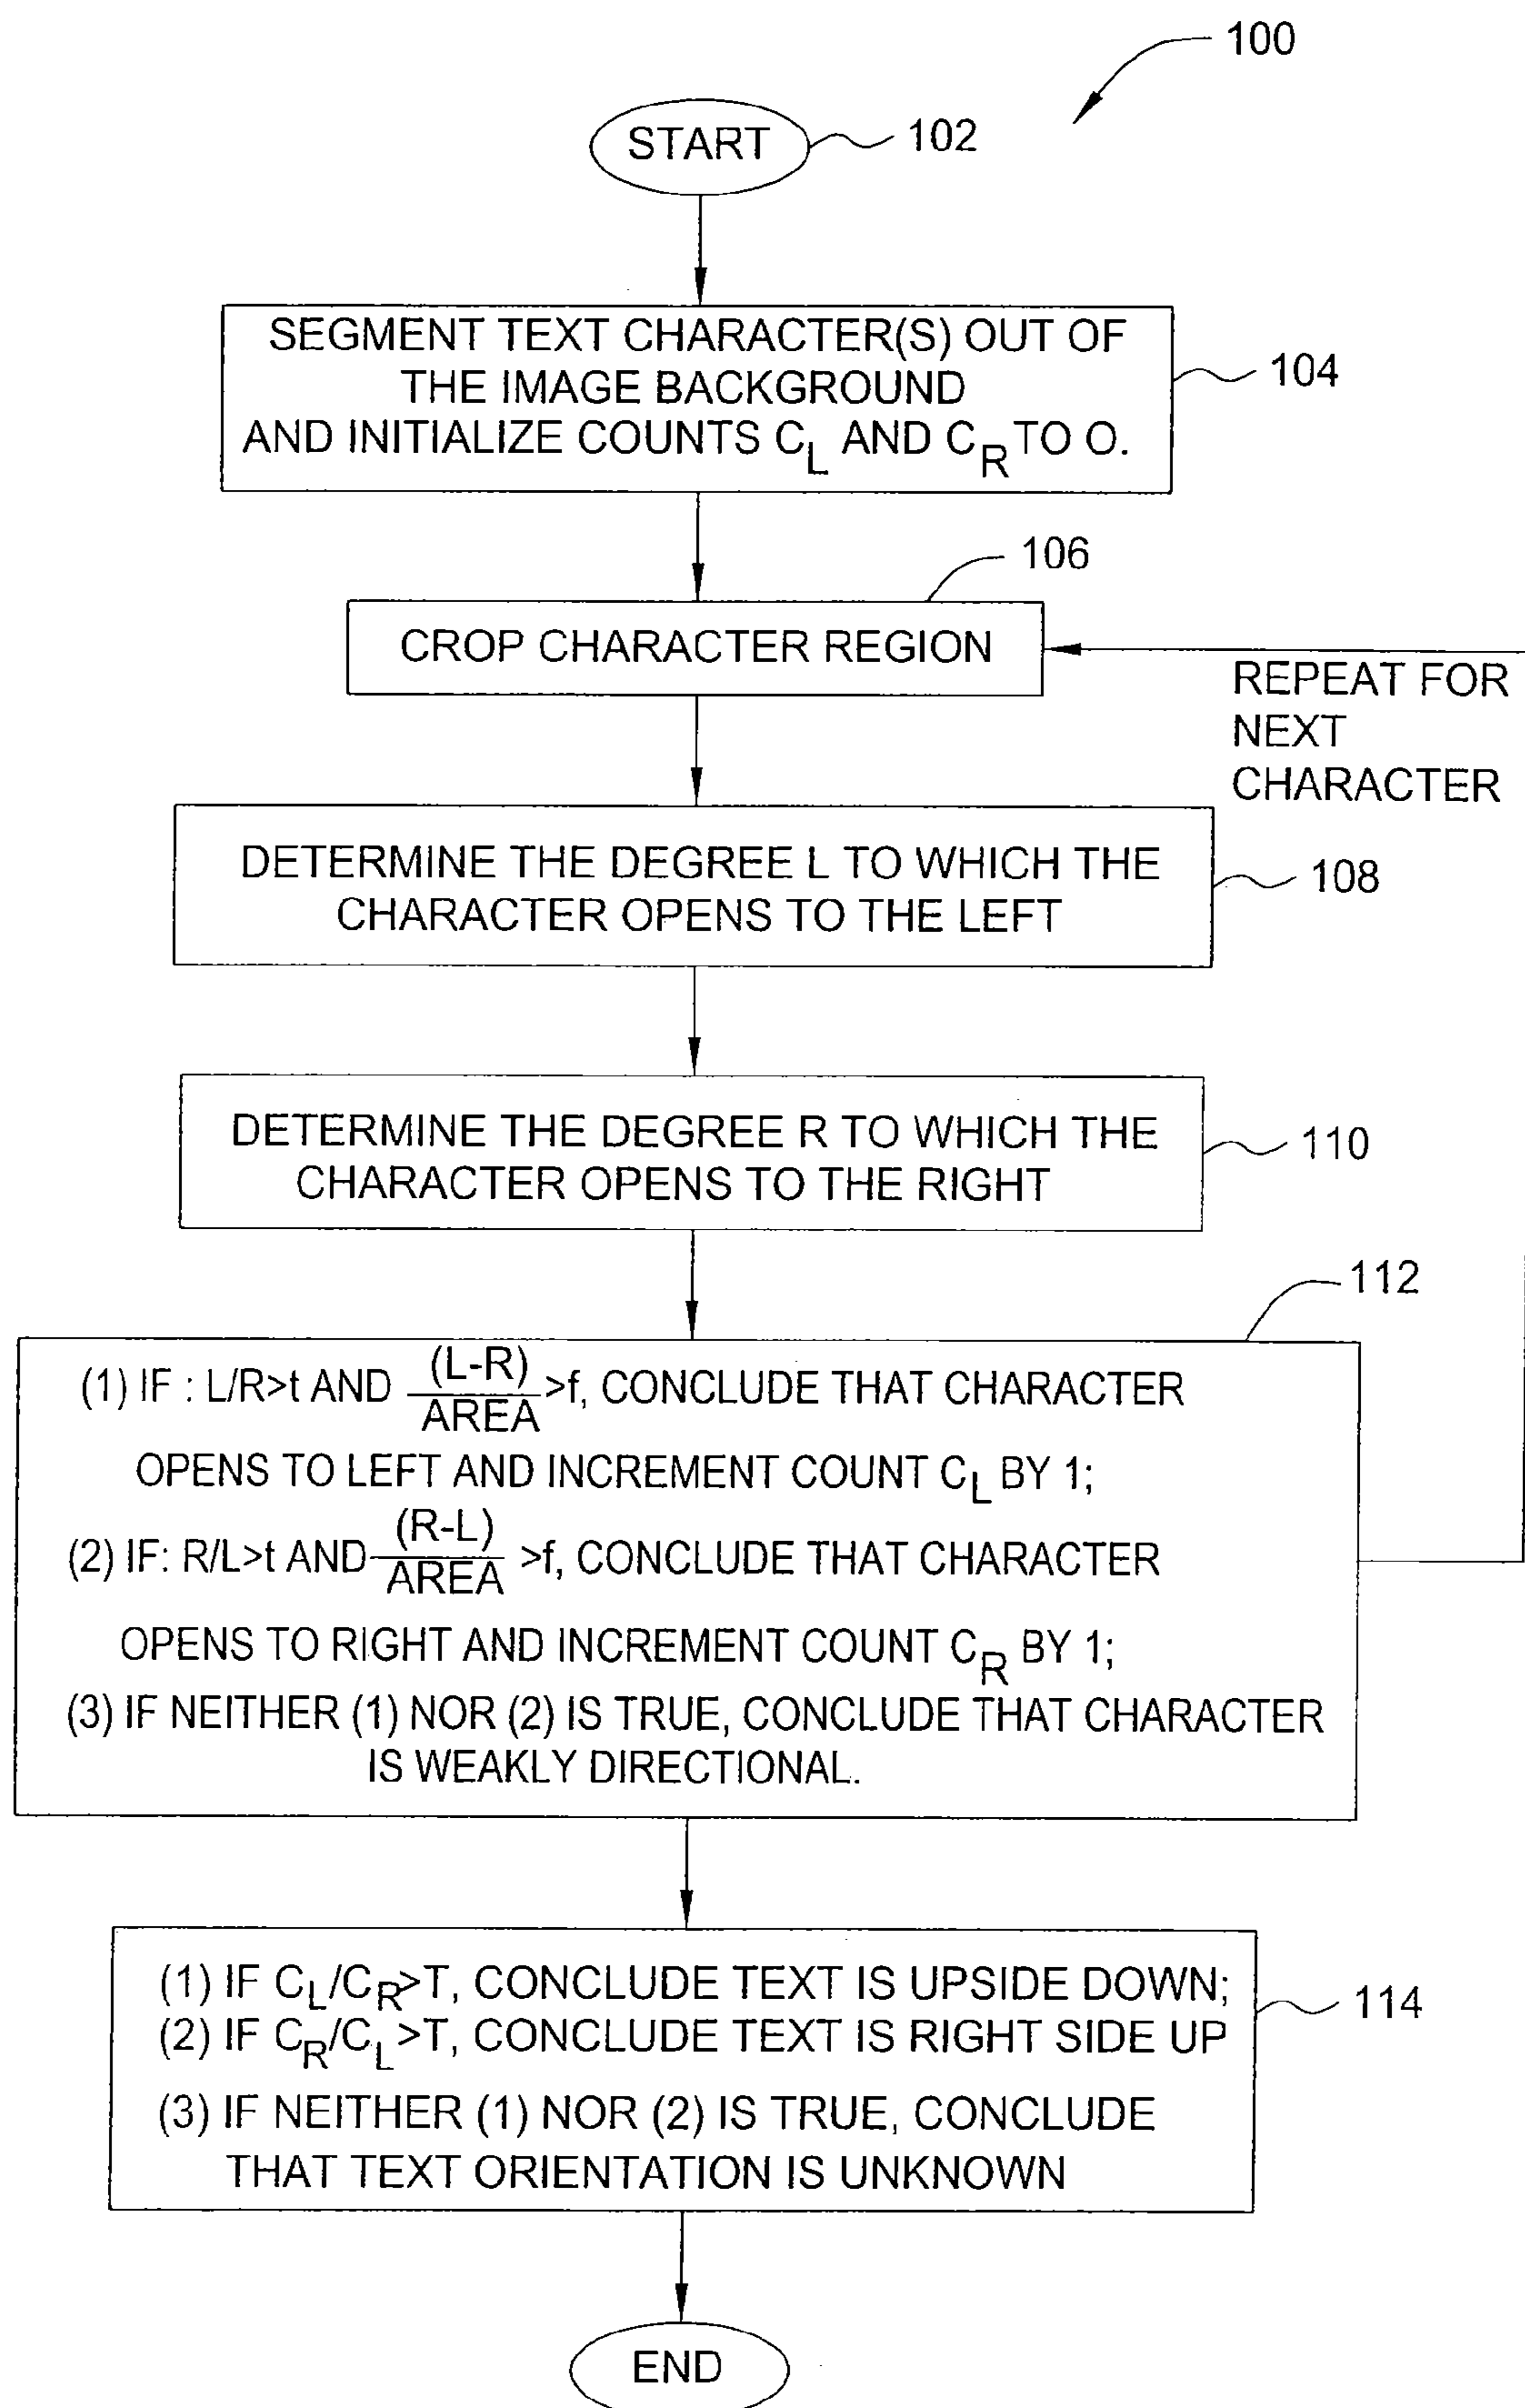 100
START
102
SEGMENT TEXT CHARACTER(S) OUT OF
THE IMAGE BACKGROUND
AND INITIALIZE COUNTS CL AND CR TO O.
104
106
CROP CHARACTER REGION
REPEAT FOR
NEXT
CHARACTER
DETERMINE THE DEGREE L TO WHICH THE
CHARACTER OPENS TO THE LEFT
108
DETERMINE THE DEGREE R TO WHICH THE
CHARACTER OPENS TO THE RIGHT
110
112
(1) IF : L/R>t AND (L-R)/AREA >f, CONCLUDE THAT CHARACTER
OPENS TO LEFT AND INCREMENT COUNT CL BY 1;
(2) IF: R/L>t AND (R-L)/AREA >f, CONCLUDE THAT CHARACTER
OPENS TO RIGHT AND INCREMENT COUNT CR BY 1;
(3) IF NEITHER (1) NOR (2) IS TRUE, CONCLUDE THAT CHARACTER
IS WEAKLY DIRECTIONAL.
(1) IF CL/CR>T, CONCLUDE TEXT IS UPSIDE DOWN;
(2) IF CR/CL >T, CONCLUDE TEXT IS RIGHT SIDE UP
(3) IF NEITHER (1) NOR (2) IS TRUE, CONCLUDE
THAT TEXT ORIENTATION IS UNKNOWN
114
END